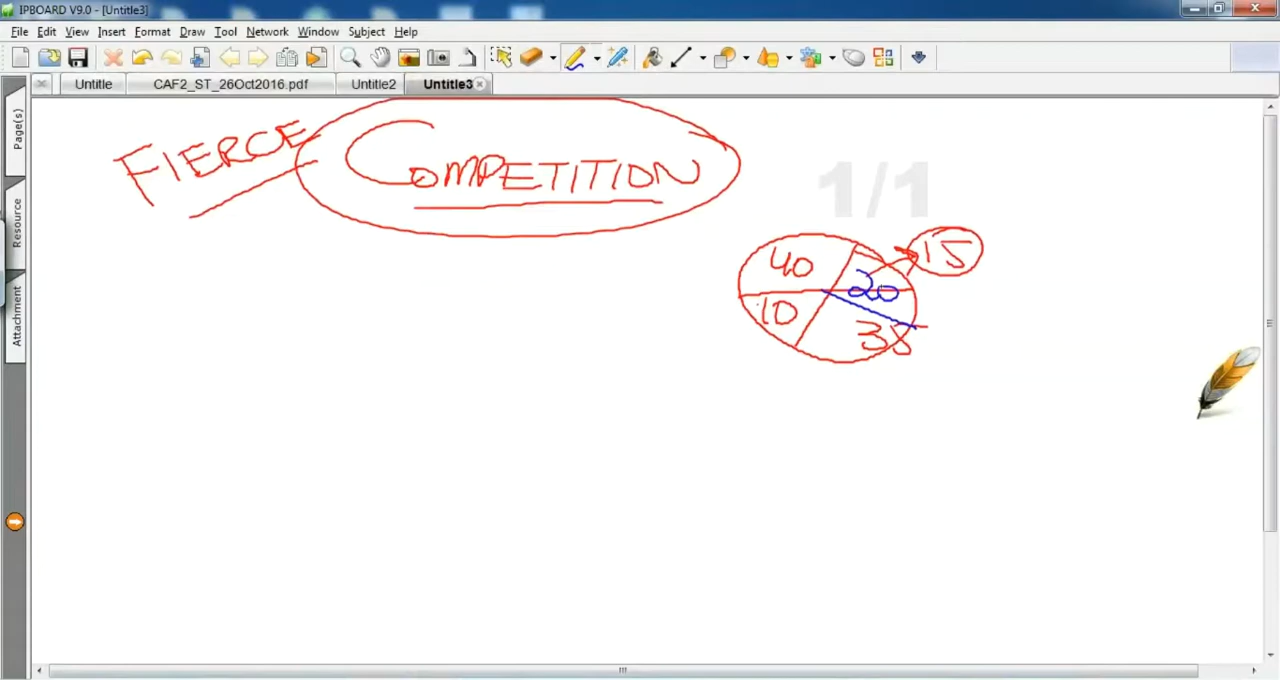 IPBOARD V9.0 - [Untitle3]
File Edit View Insert Format Draw Tool Network Window Subject Help
Untitle CAF2_ST_26Oct2016.pdf Untitle2 Untitle3
Page(s)
Resource
Attachment
FIERCE COMPETITION
1/1
40 20 15
10 35